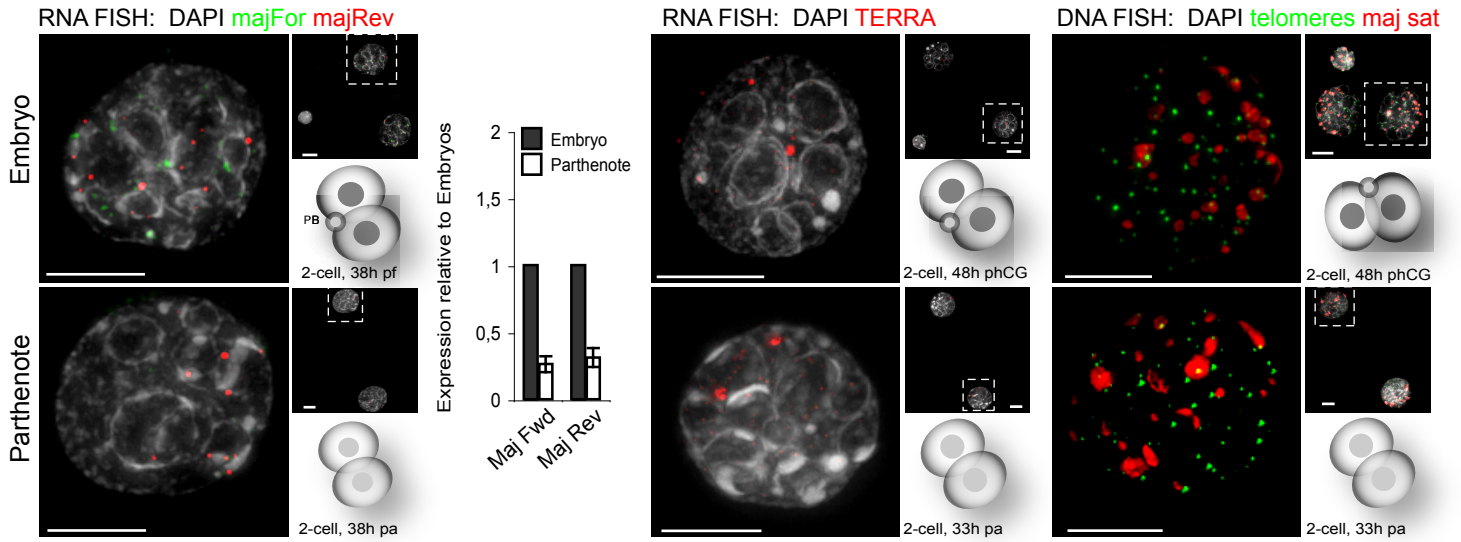 RNA FISH: DAPI majFor majRev
RNA FISH: DAPI TERRA
DNA FISH: DAPI telomeres maj sat
Embryo
PB
2-cell, 38h pf
Expression relative to Embryos
2
1,5
1
0,5
0
Embryo
Parthenote
Maj Fwd
Maj Rev
2-cell, 48h phCG
2-cell, 48h phCG
Parthenote
2-cell, 38h pa
2-cell, 33h pa
2-cell, 33h pa